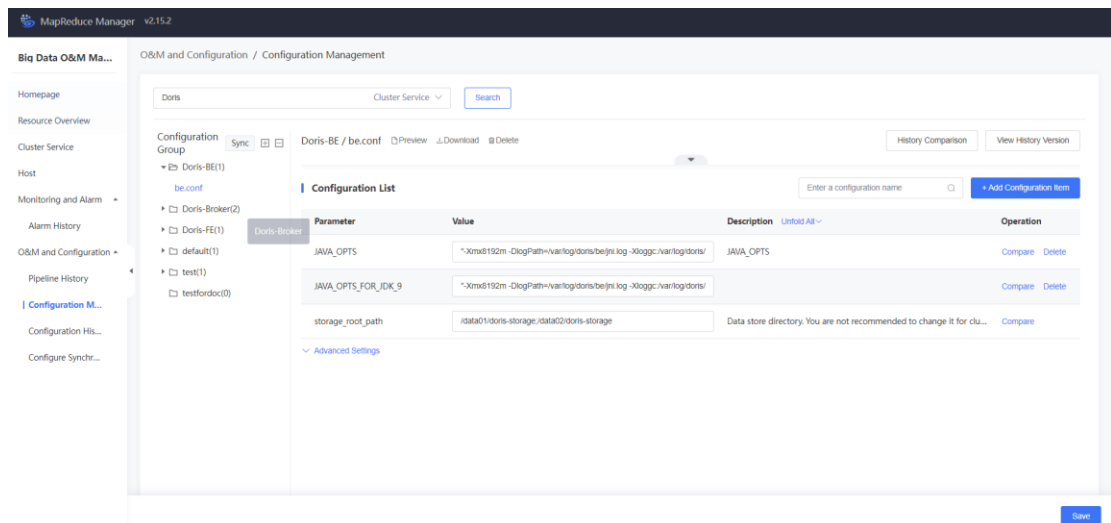 MapReduce Manager v2.15.2
Big Data O&M Ma...
O&M and Configuration / Configuration Management
Homepage
Resource Overview
Cluster Service
Host
Monitoring and Alarm
Alarm History
O&M and Configuration
Pipeline History
Configuration M...
Configuration His...
Configure Synchr...
Doris Cluster Service Search
Configuration Group Sync
Doris-BE(1)
be.conf
Doris-Broker(2)
Doris-FE(1)
default(1)
test(1)
testfordoc(0)
Doris-Broker
Doris-BE / be.conf Preview Download Delete History Comparison View History Version
Configuration List Enter a configuration name + Add Configuration Item
Parameter Value Description Unfold All Operation
JAVA_OPTS "-Xmx8192m -DlogPath=/var/log/doris/be/jni.log -Xloggc:/var/log/doris/ JAVA_OPTS Compare Delete
JAVA_OPTS_FOR_JDK_9 "-Xmx8192m -DlogPath=/var/log/doris/be/jni.log -Xloggc:/var/log/doris/ Compare Delete
storage_root_path /data01/doris-storage;/data02/doris-storage Data store directory. You are not recommended to change it for clu... Compare
Advanced Settings
Save